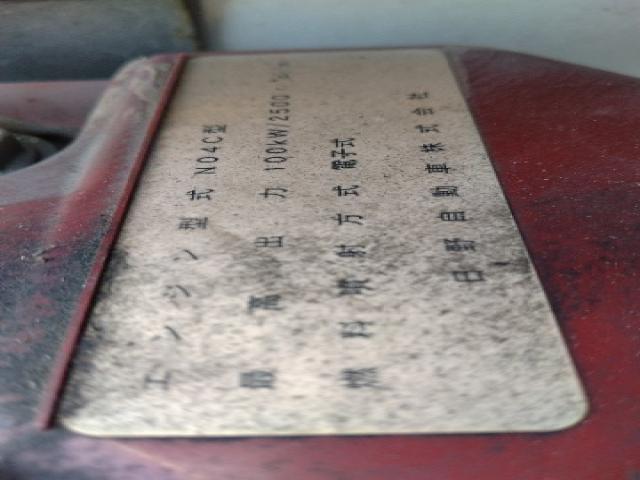 エンジン型式 N04C型
最高出力 100kW/2500
燃料噴射方式 電子式
日野自動車株式会社